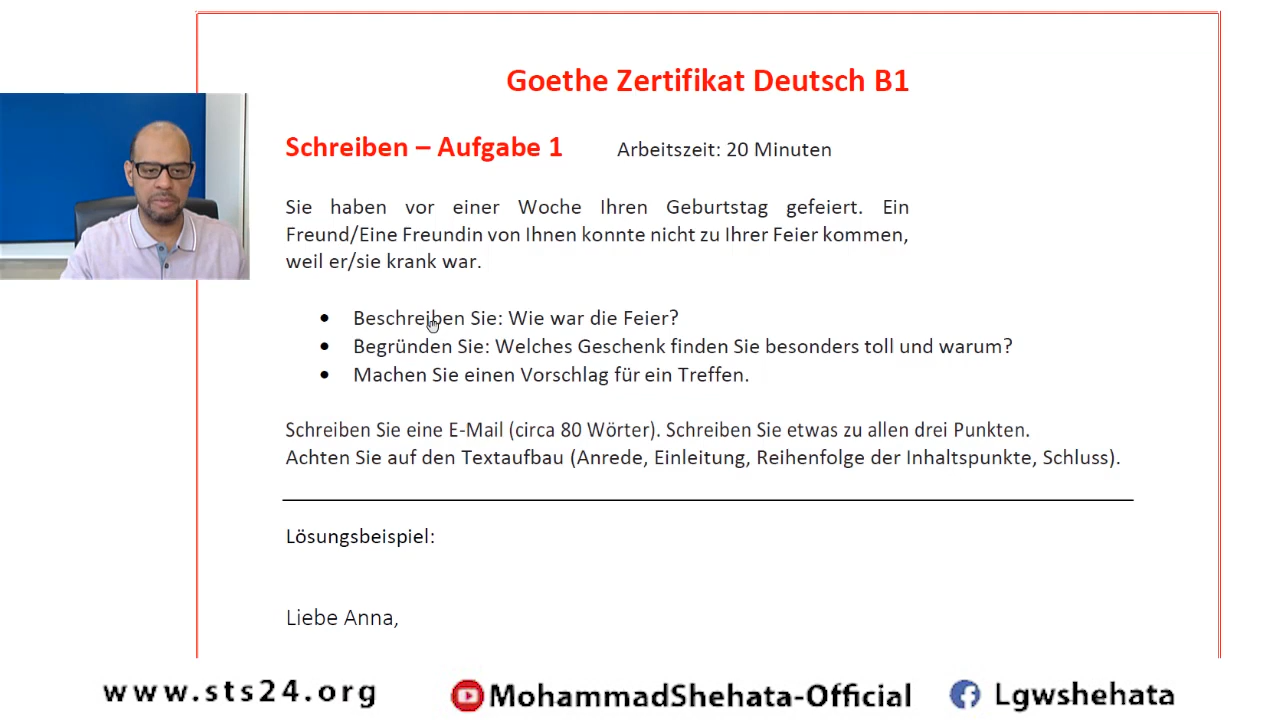 Goethe Zertifikat Deutsch B1
Schreiben – Aufgabe 1 Arbeitszeit: 20 Minuten
Sie haben vor einer Woche Ihren Geburtstag gefeiert. Ein
Freund/Eine Freundin von Ihnen konnte nicht zu Ihrer Feier kommen,
weil er/sie krank war.
• Beschreiben Sie: Wie war die Feier?
• Begründen Sie: Welches Geschenk finden Sie besonders toll und warum?
• Machen Sie einen Vorschlag für ein Treffen.
Schreiben Sie eine E-Mail (circa 80 Wörter). Schreiben Sie etwas zu allen drei Punkten.
Achten Sie auf den Textaufbau (Anrede, Einleitung, Reihenfolge der Inhaltspunkte, Schluss).
Lösungsbeispiel:
Liebe Anna,
www.sts24.org MohammadShehata-Official Lgwshehata